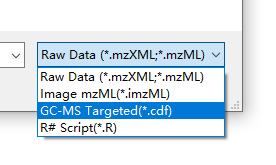 Raw Data (*.mzXML;*.mzML)
Raw Data (*.mzXML;*.mzML)
Image mzML(*.imzML)
GC-MS Targeted(*.cdf)
R# Script(*.R)